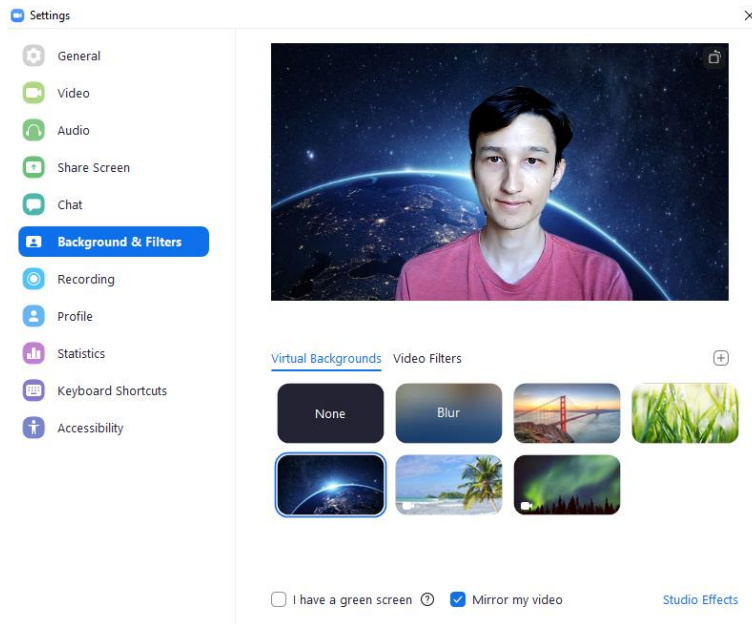 Settings
General
Video
Audio
Share Screen
Chat
Background & Filters
Recording
Profile
Statistics
Keyboard Shortcuts
Accessibility
Virtual Backgrounds Video Filters
None
Blur
I have a green screen ? Mirror my video
Studio Effects